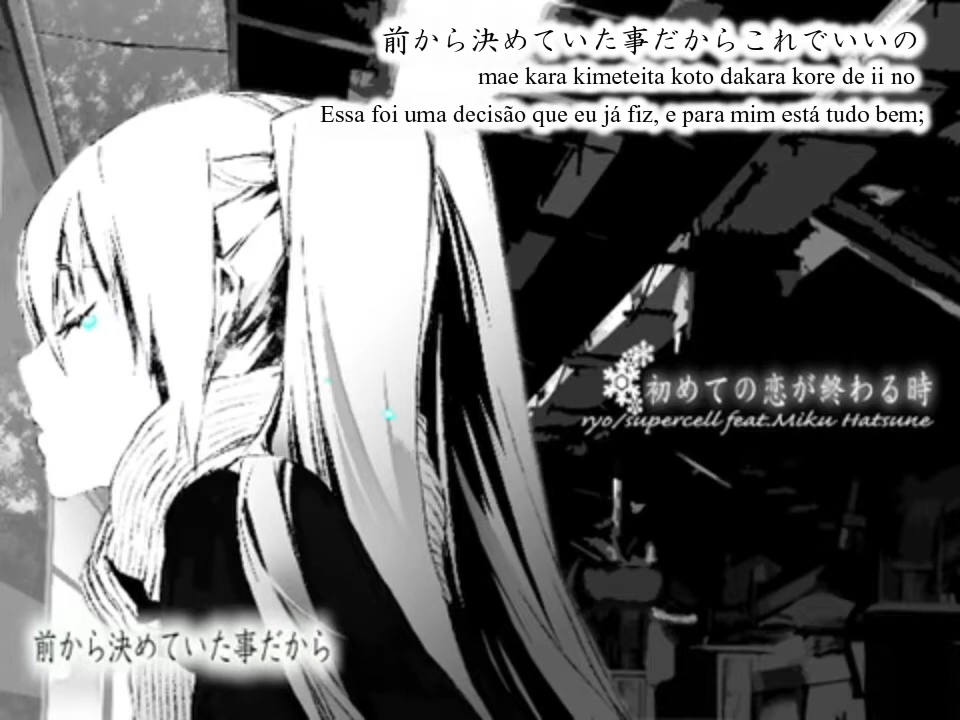 前から決めていた事だからこれでいいの
mae kara kimeteita koto dakara kore de ii no
Essa foi uma decisão que eu já fiz, e para mim está tudo bem;
初めての恋が終わる時
ryo/supercell feat.Miku Hatsune
前から決めていた事だから